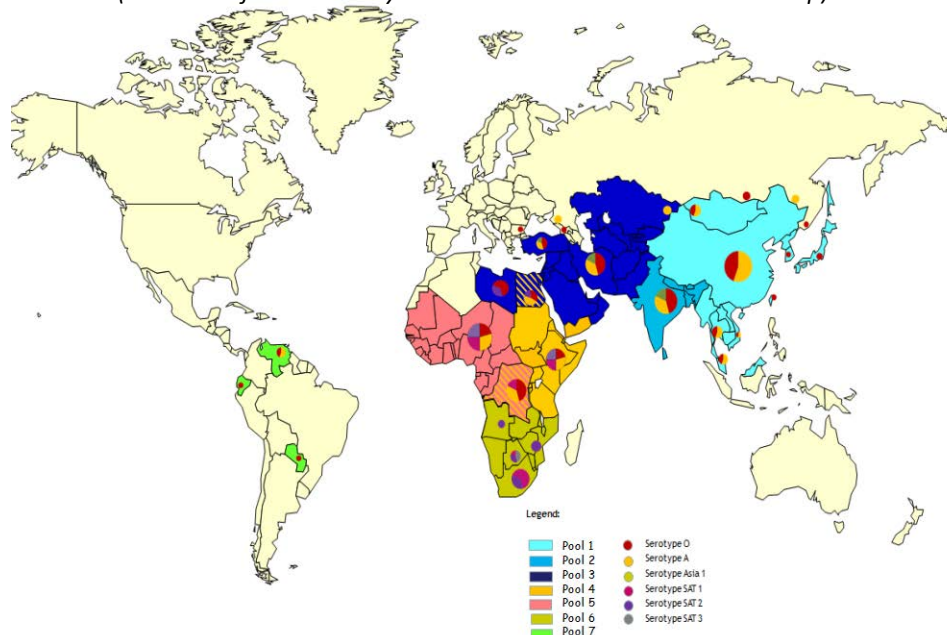 Legend:
Pool 1
Pool 2
Pool 3
Pool 4
Pool 5
Pool 6
Pool 7
Serotype O
Serotype A
Serotype Asia 1
Serotype SAT 1
Serotype SAT 2
Serotype SAT 3